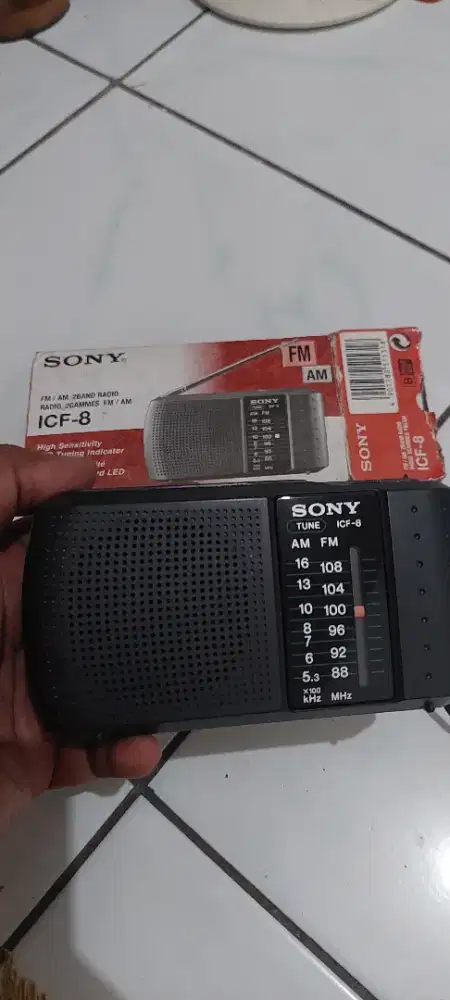 SONY
FM
AM
FM / AM 2BAND RADIO
RADIO 2GAMMES FM / AM
ICF-8
High Sensitivity
Tuning Indicator
LED
SONY
ICF-8
SONY
TUNE ICF-8
AM FM
16 108
13 104
10 100
8 96
7
6 92
5.3 88
X100
kHz MHz